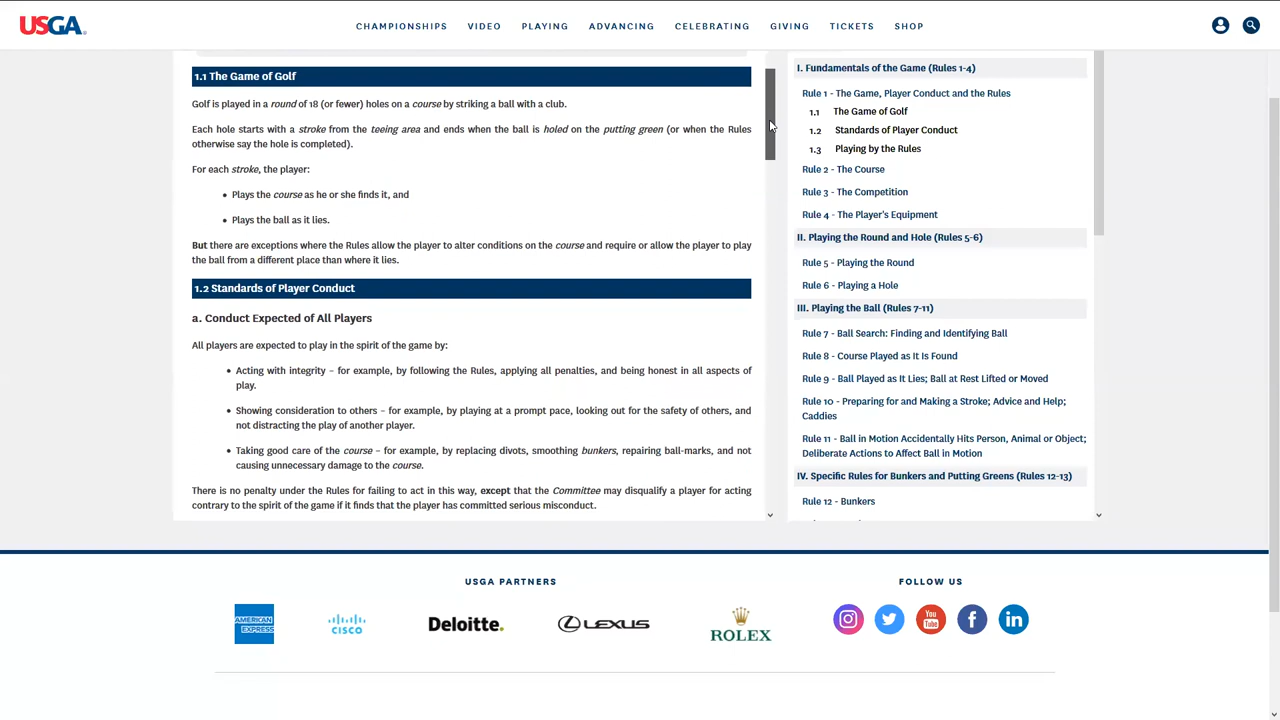 USGA
CHAMPIONSHIPS VIDEO PLAYING ADVANCING CELEBRATING GIVING TICKETS SHOP
1.1 The Game of Golf
Golf is played in a round of 18 (or fewer) holes on a course by striking a ball with a club.
Each hole starts with a stroke from the teeing area and ends when the ball is holed on the putting green (or when the Rules
otherwise say the hole is completed).
For each stroke, the player:
• Plays the course as he or she finds it, and
• Plays the ball as it lies.
But there are exceptions where the Rules allow the player to alter conditions on the course and require or allow the player to play
the ball from a different place than where it lies.
1.2 Standards of Player Conduct
a. Conduct Expected of All Players
All players are expected to play in the spirit of the game by:
• Acting with integrity – for example, by following the Rules, applying all penalties, and being honest in all aspects of
play.
• Showing consideration to others – for example, by playing at a prompt pace, looking out for the safety of others, and
not distracting the play of another player.
• Taking good care of the course – for example, by replacing divots, smoothing bunkers, repairing ball-marks, and not
causing unnecessary damage to the course.
There is no penalty under the Rules for failing to act in this way, except that the Committee may disqualify a player for acting
contrary to the spirit of the game if it finds that the player has committed serious misconduct.
I. Fundamentals of the Game (Rules 1-4)
Rule 1 - The Game, Player Conduct and the Rules
1.1 The Game of Golf
1.2 Standards of Player Conduct
1.3 Playing by the Rules
Rule 2 - The Course
Rule 3 - The Competition
Rule 4 - The Player's Equipment
II. Playing the Round and Hole (Rules 5-6)
Rule 5 - Playing the Round
Rule 6 - Playing a Hole
III. Playing the Ball (Rules 7-11)
Rule 7 - Ball Search: Finding and Identifying Ball
Rule 8 - Course Played as It Is Found
Rule 9 - Ball Played as It Lies; Ball at Rest Lifted or Moved
Rule 10 - Preparing for and Making a Stroke; Advice and Help;
Caddies
Rule 11 - Ball in Motion Accidentally Hits Person, Animal or Object;
Deliberate Actions to Affect Ball in Motion
IV. Specific Rules for Bunkers and Putting Greens (Rules 12-13)
Rule 12 - Bunkers
USGA PARTNERS
FOLLOW US
AMERICAN
EXPRESS
CISCO
Deloitte.
LEXUS
ROLEX
You
Tube
f
in